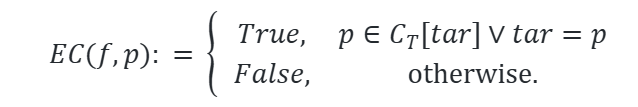 EC(f,p): = { True, p ∈ C_T[tar] ∨ tar = p
False, otherwise.